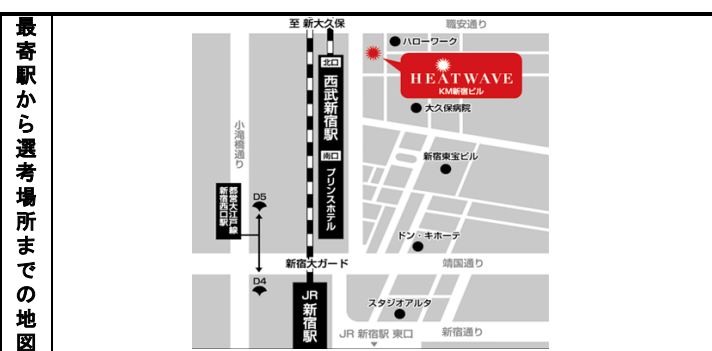 最寄駅から選考場所までの地図
至 新大久保
職安通り
ハローワーク
北口
HEATWAVE
KM新宿ビル
西武新宿駅
大久保病院
小滝橋通り
南口
新宿東宝ビル
プリンスホテル
都営大江戸線
新宿西口駅
D5
ドン・キホーテ
新宿大ガード
靖国通り
D4
JR新宿駅
スタジオアルタ
JR 新宿駅 東口
新宿通り